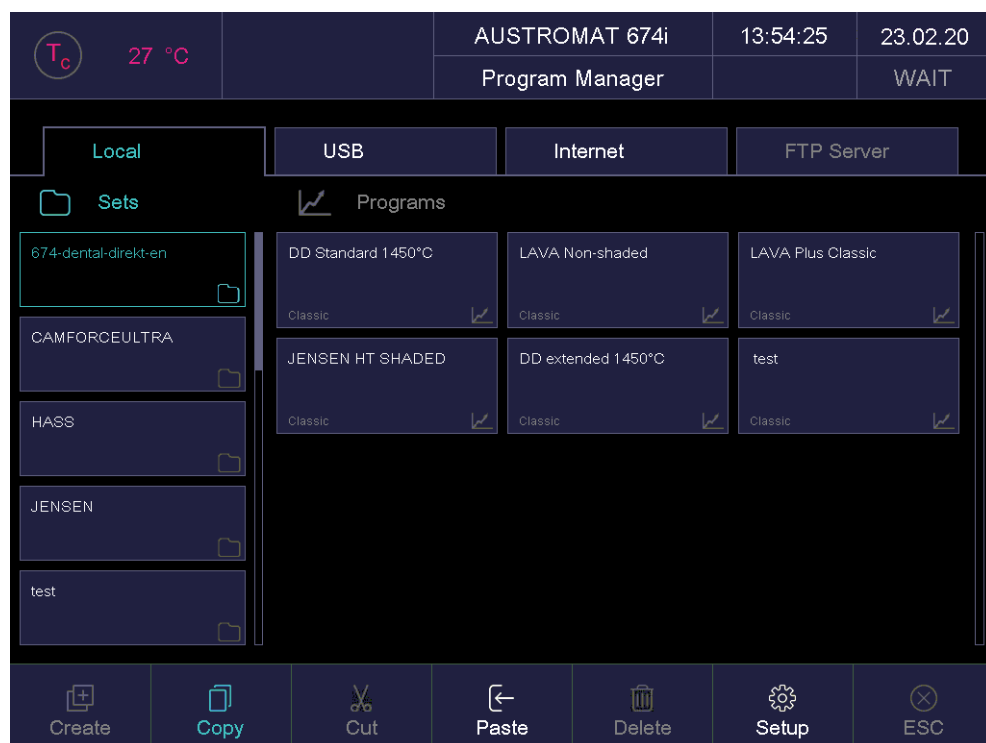 Tc 27 °C
AUSTROMAT 674i 13:54:25 23.02.20
Program Manager WAIT
Local USB Internet FTP Server
Sets Programs
674-dental-direkt-en
CAMFORCEULTRA
HASS
JENSEN
test
DD Standard 1450°C LAVA Non-shaded LAVA Plus Classic
Classic Classic Classic
JENSEN HT SHADED DD extended 1450°C test
Classic Classic Classic
Create Copy Cut Paste Delete Setup ESC